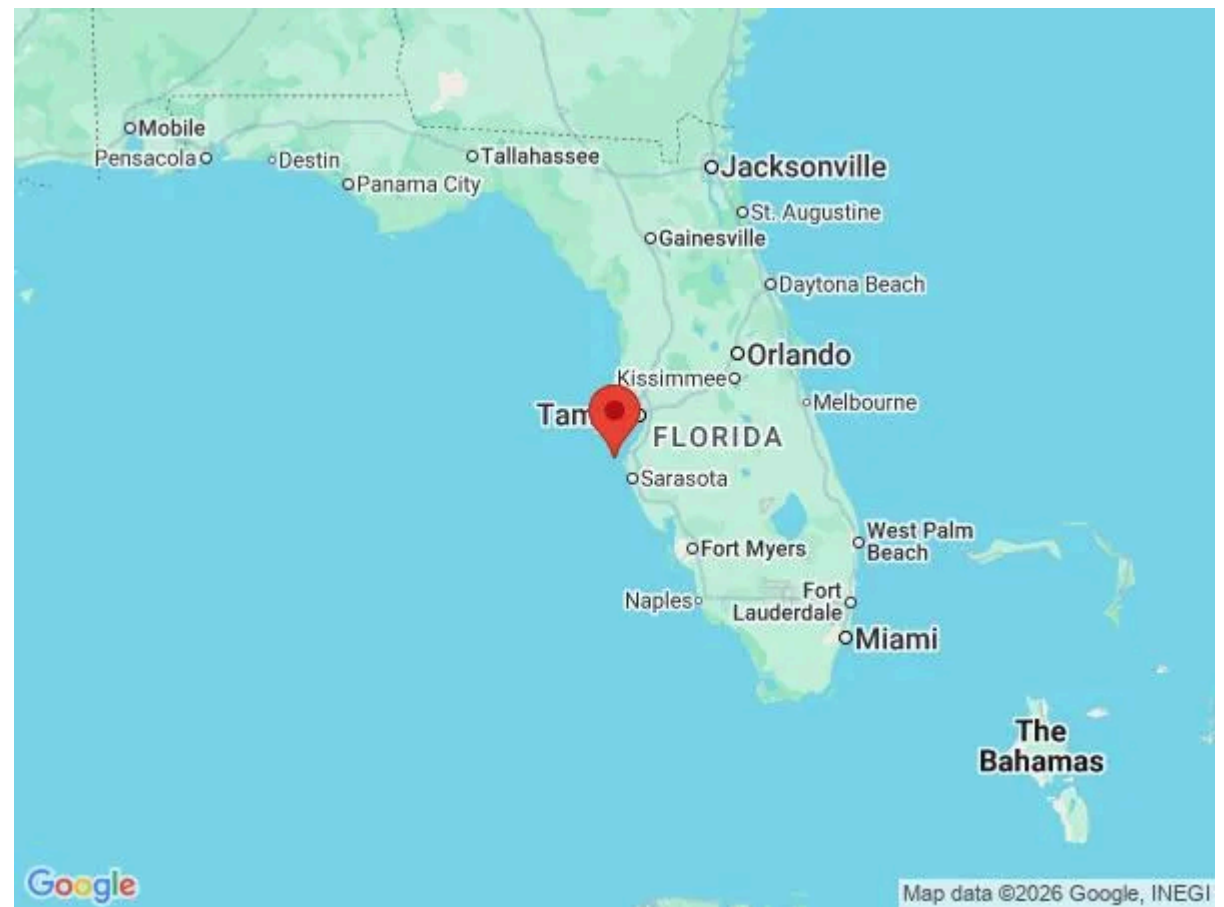 Mobile
Pensacola
Destin
Tallahassee
Panama City
Jacksonville
St. Augustine
Gainesville
Daytona Beach
Orlando
Kissimmee
Melbourne
Tam
FLORIDA
Sarasota
West Palm
Beach
Fort Myers
Naples
Fort
Lauderdale
Miami
The
Bahamas
Google
Map data ©2026 Google, INEGI